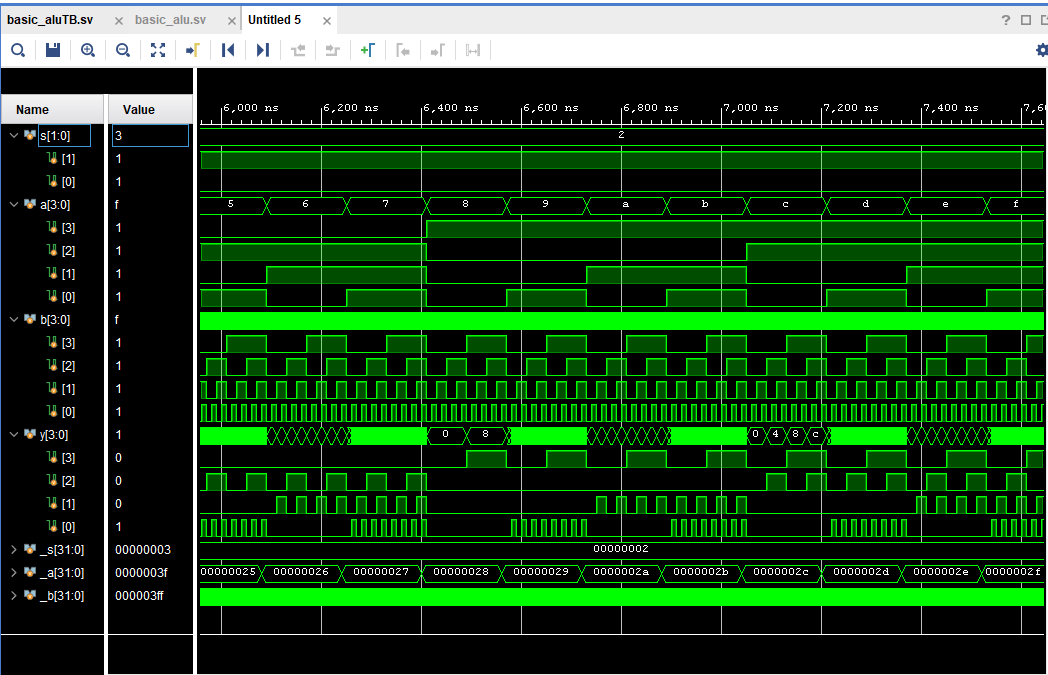 basic_aluTB.sv × basic_alu.sv × Untitled 5 ×
?
6,000 ns 6,200 ns 6,400 ns 6,600 ns 6,800 ns 7,000 ns 7,200 ns 7,400 ns 7,6
Name Value
s[1:0] 3 2
[1] 1
[0] 1
a[3:0] f 5 6 7 8 9 a b c d e f
[3] 1
[2] 1
[1] 1
[0] 1
b[3:0] f
[3] 1
[2] 1
[1] 1
[0] 1
y[3:0] 1 0 8 0 4 8 c
[3] 0
[2] 0
[1] 0
[0] 1
_s[31:0] 00000003 00000002
_a[31:0] 0000003f 00000025 00000026 00000027 00000028 00000029 0000002a 0000002b 0000002c 0000002d 0000002e 0000002f
_b[31:0] 000003ff